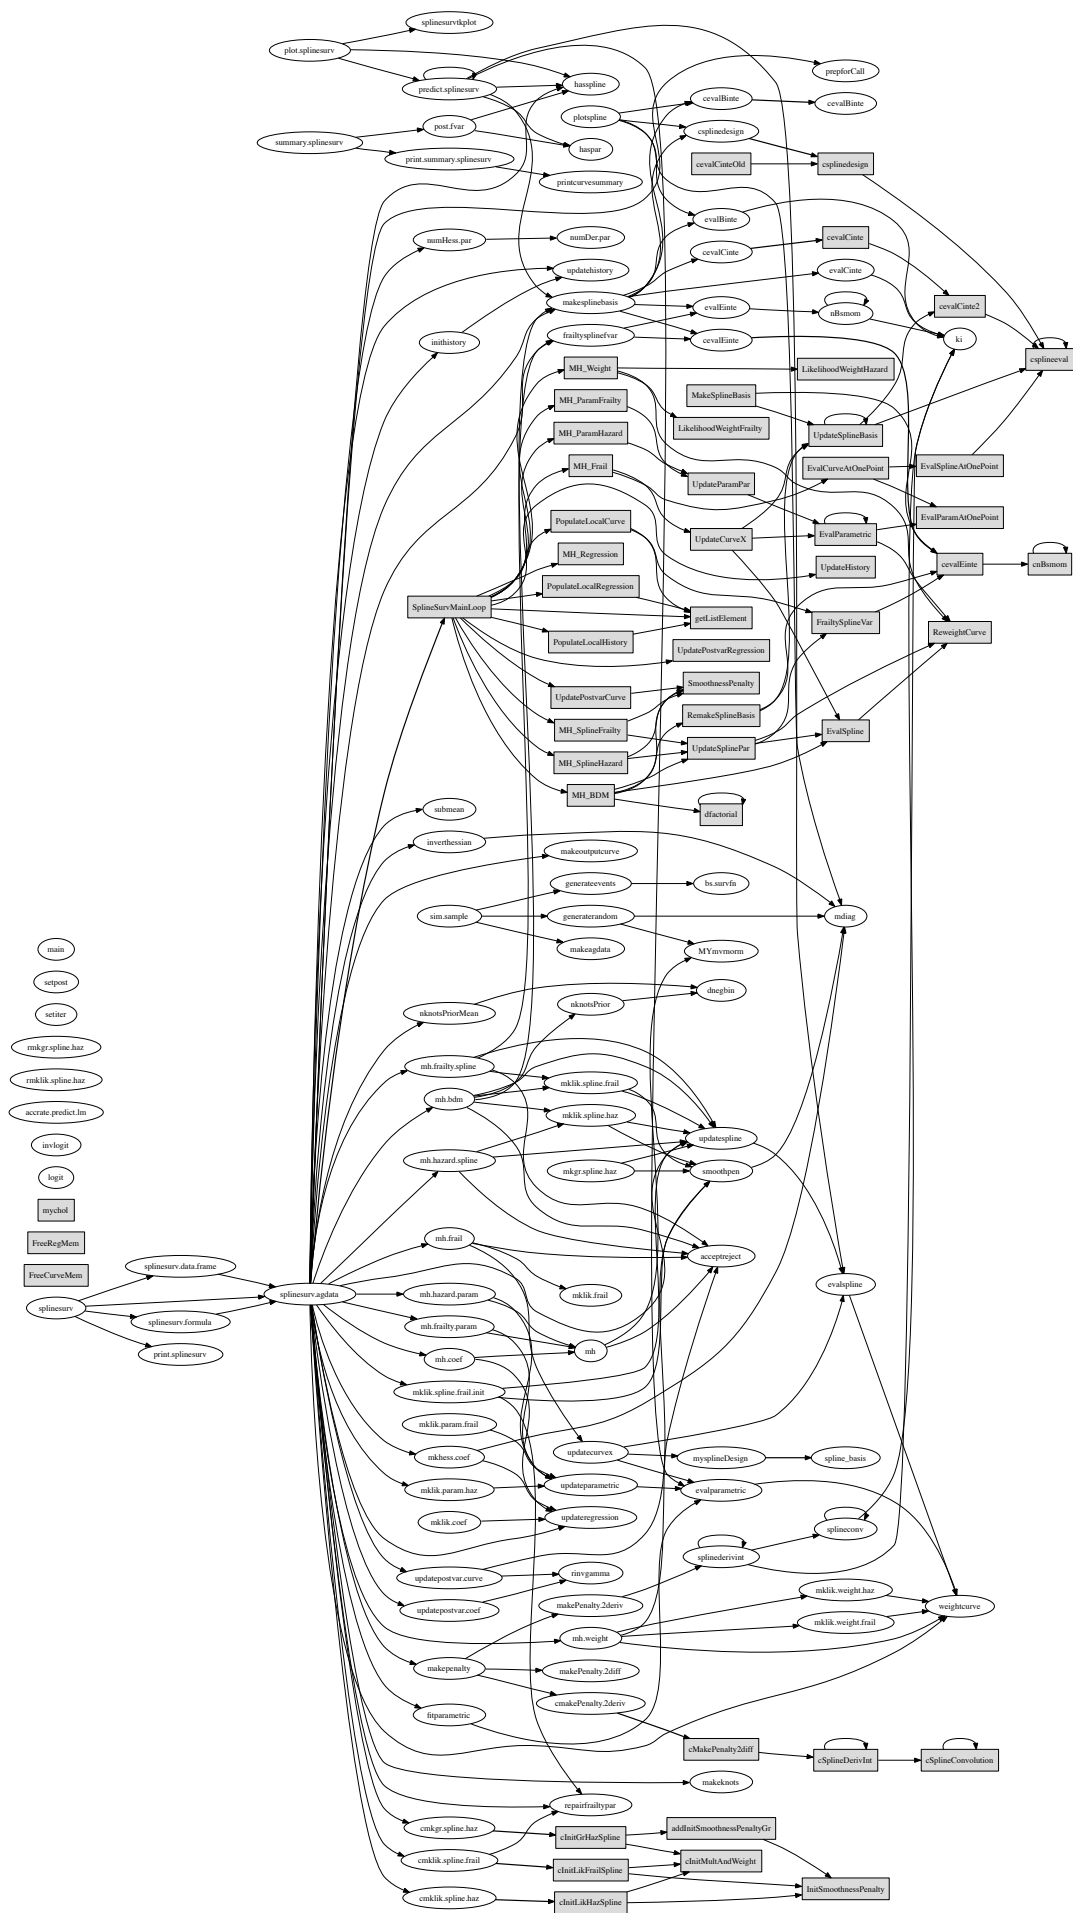 splinesurvtkplot
plot.splinesurv
prepforCall
hasspline
predict.splinesurv
cevalBinte
cevalBinte
plotspline
post.fvar
csplinedesign
summary.splinesurv
haspar
print.summary.splinesurv
cevalCinteOld
csplinedesign
printcurvesummary
evalBinte
numHess.par
numDer.par
cevalCinte
cevalCinte
updatehistory
evalCinte
makesplinebasis
evalEinte
nBsmom
cevalCinte2
inithistory
frailtysplinefvar
cevalEinte
ki
csplineeval
MH_Weight
LikelihoodWeightHazard
MH_ParamFrailty
MakeSplineBasis
MH_ParamHazard
LikelihoodWeightFrailty
UpdateSplineBasis
MH_Frail
EvalCurveAtOnePoint
EvalSplineAtOnePoint
UpdateParamPar
PopulateLocalCurve
EvalParamAtOnePoint
UpdateCurveX
EvalParametric
MH_Regression
UpdateHistory
cevalEinte
cnBsmom
PopulateLocalRegression
SplineSurvMainLoop
getListElement
FrailtySplineVar
ReweightCurve
PopulateLocalHistory
UpdatePostvarRegression
UpdatePostvarCurve
SmoothnessPenalty
RemakeSplineBasis
MH_SplineFrailty
EvalSpline
UpdateSplinePar
MH_SplineHazard
MH_BDM
dfactorial
submean
inverthessian
makeoutputcurve
generateevents
bs.survfn
sim.sample
generaterandom
mdiag
makeagdata
MYmvrnorm
main
setpost
dnegbin
nknotsPrior
setiter
nknotsPriorMean
rmkgr.spline.haz
mh.frailty.spline
rmklik.spline.haz
mklik.spline.frail
mh.bdm
accrate.predict.lm
mklik.spline.haz
updatespline
invlogit
mh.hazard.spline
mkgr.spline.haz
smoothpen
logit
mychol
FreeRegMem
mh.frail
acceptreject
FreeCurveMem
splinesurv.data.frame
evalspline
splinesurv.agdata
mh.hazard.param
mklik.frail
splinesurv
splinesurv.formula
mh.frailty.param
print.splinesurv
mh.coef
mh
mklik.spline.frail.init
mklik.param.frail
mkhess.coef
updatecurvex
mysplineDesign
spline_basis
mklik.param.haz
updateparametric
evalparametric
mklik.coef
updateregression
splineconv
splinederivint
updatepostvar.curve
rinvgamma
mklik.weight.haz
updatepostvar.coef
makePenalty.2deriv
weightcurve
mklik.weight.frail
mh.weight
makepenalty
makePenalty.2diff
cmakePenalty.2deriv
fitparametric
cMakePenalty2diff
cSplineDerivInt
cSplineConvolution
makeknots
repairfrailtypar
cmkgr.spline.haz
cInitGrHazSpline
addInitSmoothnessPenaltyGr
cmklik.spline.frail
cInitLikFrailSpline
cInitMultAndWeight
InitSmoothnessPenalty
cmklik.spline.haz
cInitLikHazSpline